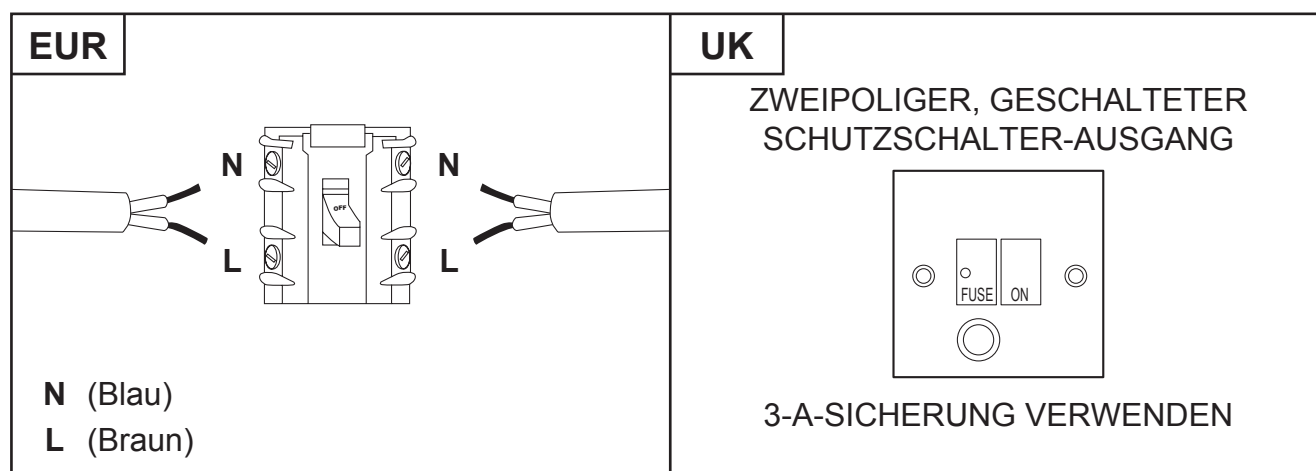 EUR
N
N
OFF
L
L
N (Blau)
L (Braun)
UK
ZWEIPOLIGER, GESCHALTETER
SCHUTZSCHALTER-AUSGANG
FUSE ON
3-A-SICHERUNG VERWENDEN